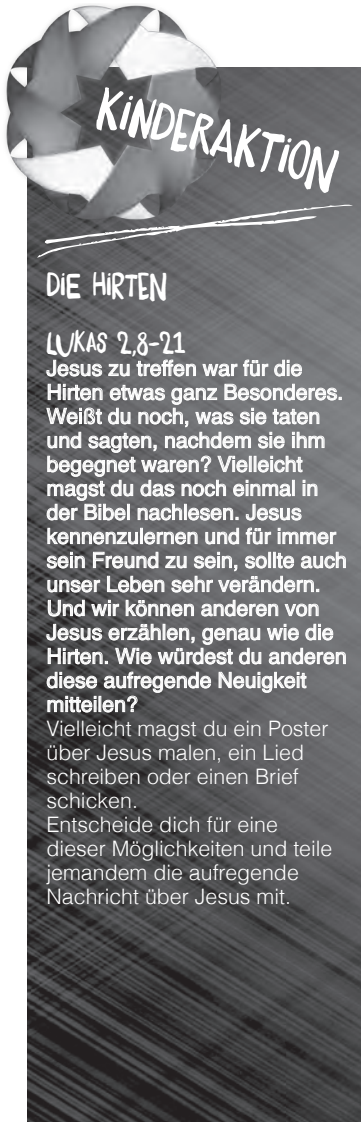 KINDERAKTION
DIE HIRTEN
LUKAS 2,8-21
Jesus zu treffen war für die
Hirten etwas ganz Besonderes.
Weißt du noch, was sie taten
und sagten, nachdem sie ihm
begegnet waren? Vielleicht
magst du das noch einmal in
der Bibel nachlesen. Jesus
kennenzulernen und für immer
sein Freund zu sein, sollte auch
unser Leben sehr verändern.
Und wir können anderen von
Jesus erzählen, genau wie die
Hirten. Wie würdest du anderen
diese aufregende Neuigkeit
mitteilen?
Vielleicht magst du ein Poster
über Jesus malen, ein Lied
schreiben oder einen Brief
schicken.
Entscheide dich für eine
dieser Möglichkeiten und teile
jemandem die aufregende
Nachricht über Jesus mit.